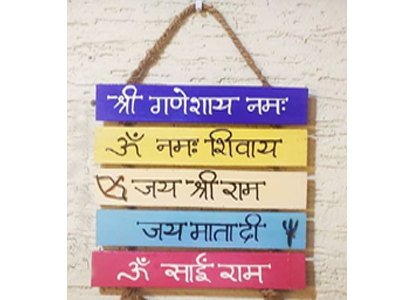 श्री गणेशाय नमः
ॐ नमः शिवाय
जय श्री राम
जय माता दी
ॐ साईं राम